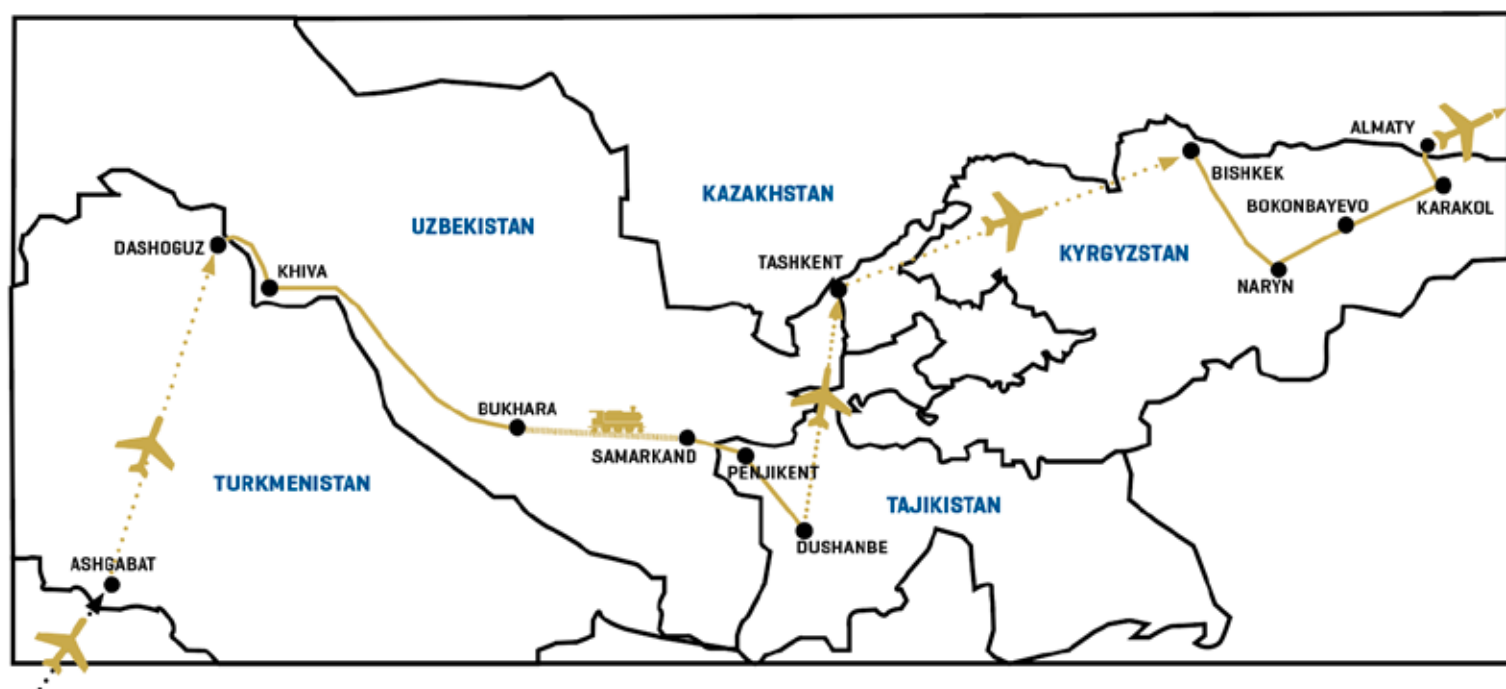 ALMATY
BISHKEK
KAZAKHSTAN
BOKONBAYEVO
KARAKOL
UZBEKISTAN
DASHOGUZ
KYRGYZSTAN
KHIVA
TASHKENT
NARYN
BUKHARA
SAMARKAND
PENJIKENT
TURKMENISTAN
TAJIKISTAN
DUSHANBE
ASHGABAT